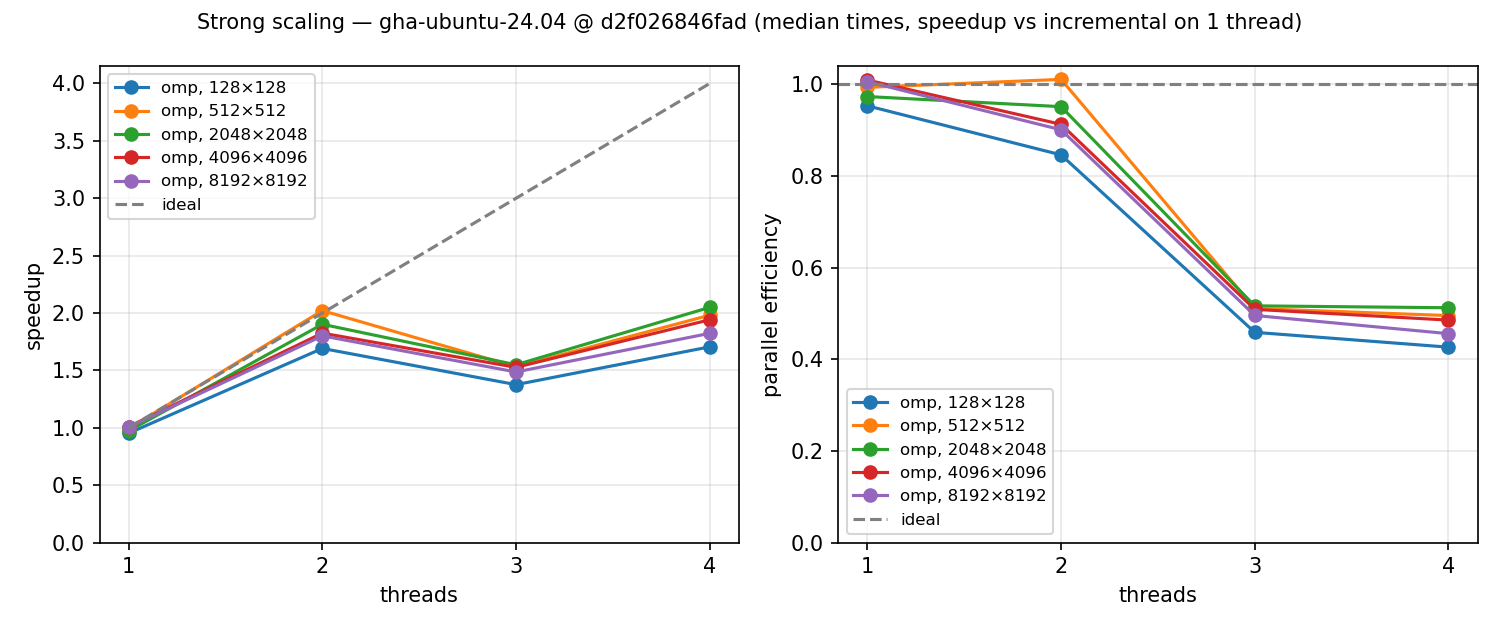 Strong scaling — gha-ubuntu-24.04 @ d2f026846fad (median times, speedup vs incremental on 1 thread)
speedup
4.0
3.5
3.0
2.5
2.0
1.5
1.0
0.5
0.0
omp, 128×128
omp, 512×512
omp, 2048×2048
omp, 4096×4096
omp, 8192×8192
ideal
1 2 3 4
threads
parallel efficiency
1.0
0.8
0.6
0.4
0.2
0.0
omp, 128×128
omp, 512×512
omp, 2048×2048
omp, 4096×4096
omp, 8192×8192
ideal
1 2 3 4
threads